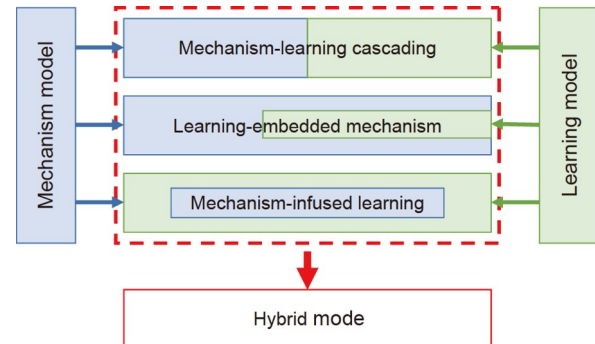 Mechanism model
Mechanism-learning cascading
Learning-embedded mechanism
Mechanism-infused learning
Learning model
Hybrid mode